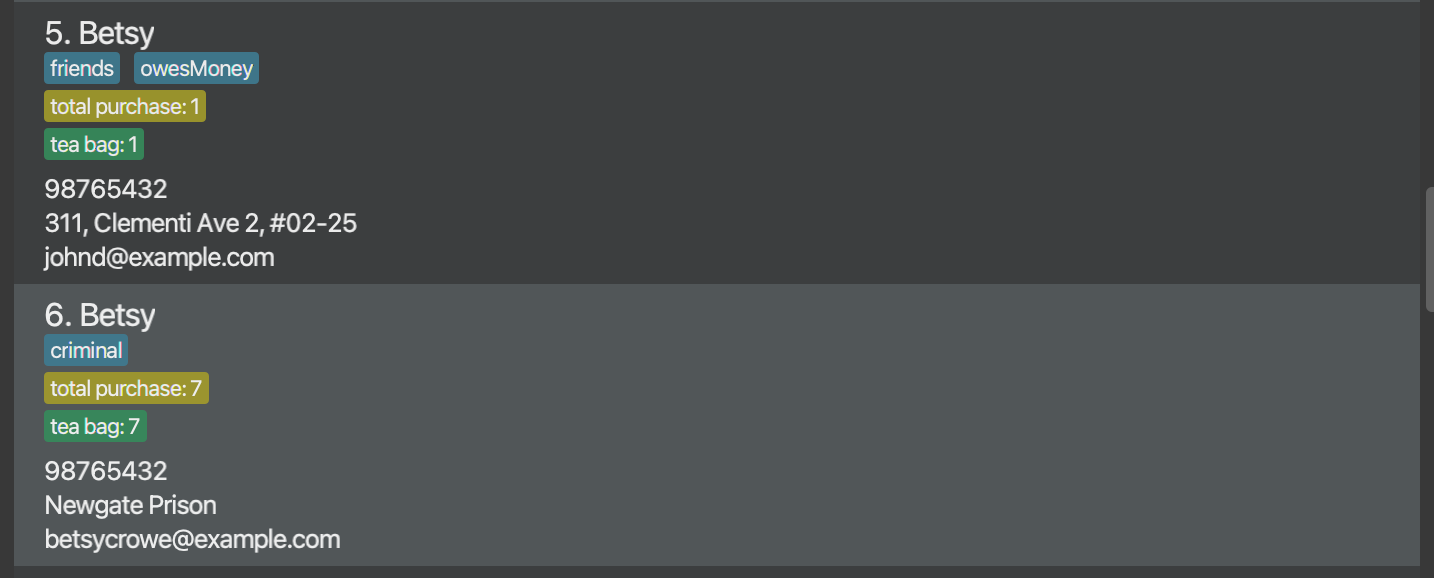 5. Betsy
friends owesMoney
total purchase: 1
tea bag: 1
98765432
311, Clementi Ave 2, #02-25
johnd@example.com
6. Betsy
criminal
total purchase: 7
tea bag: 7
98765432
Newgate Prison
betsycrowe@example.com